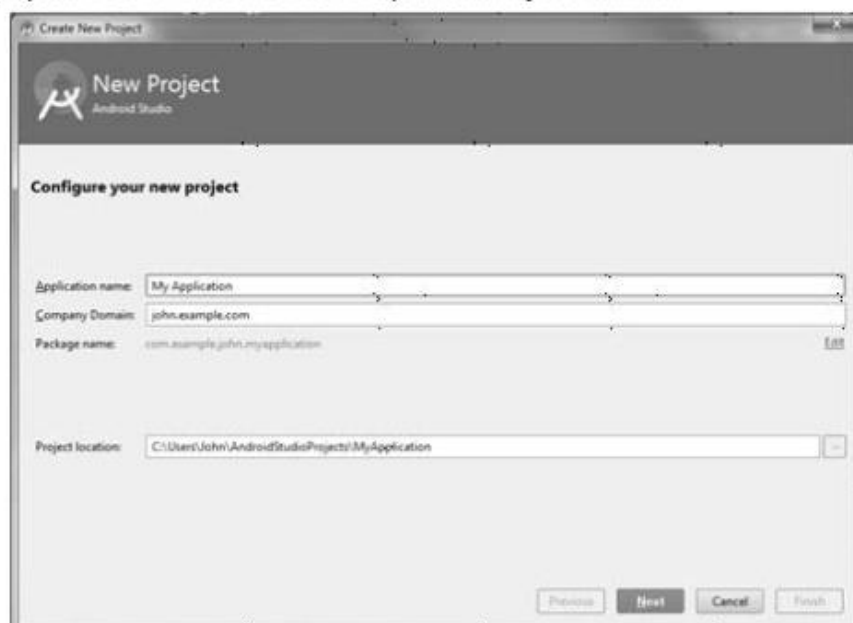 Create New Project
New Project
Android Studio
Configure your new project
Application name: My Application
Company Domain: john.example.com
Package name: com.example.john.myapplication Edit
Project location: C:\Users\John\AndroidStudioProjects\MyApplication ...
Previous Next Cancel Finish